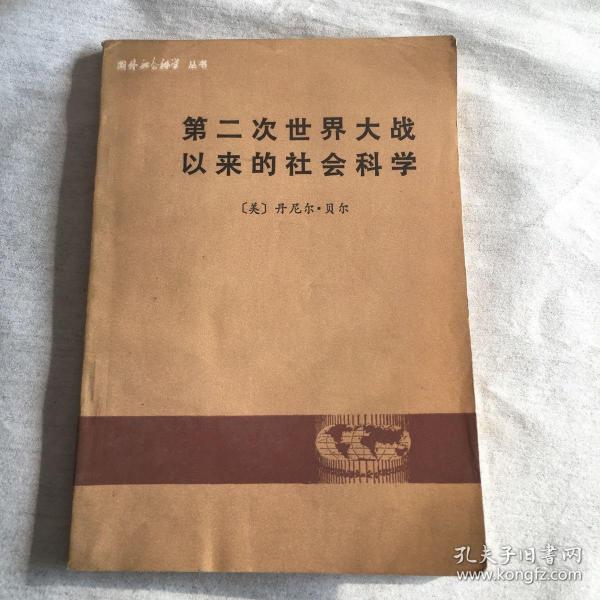 国外社会科学 丛书
第二次世界大战
以来的社会科学
〔美〕丹尼尔·贝尔
孔夫子旧书网
www.kongfz.com